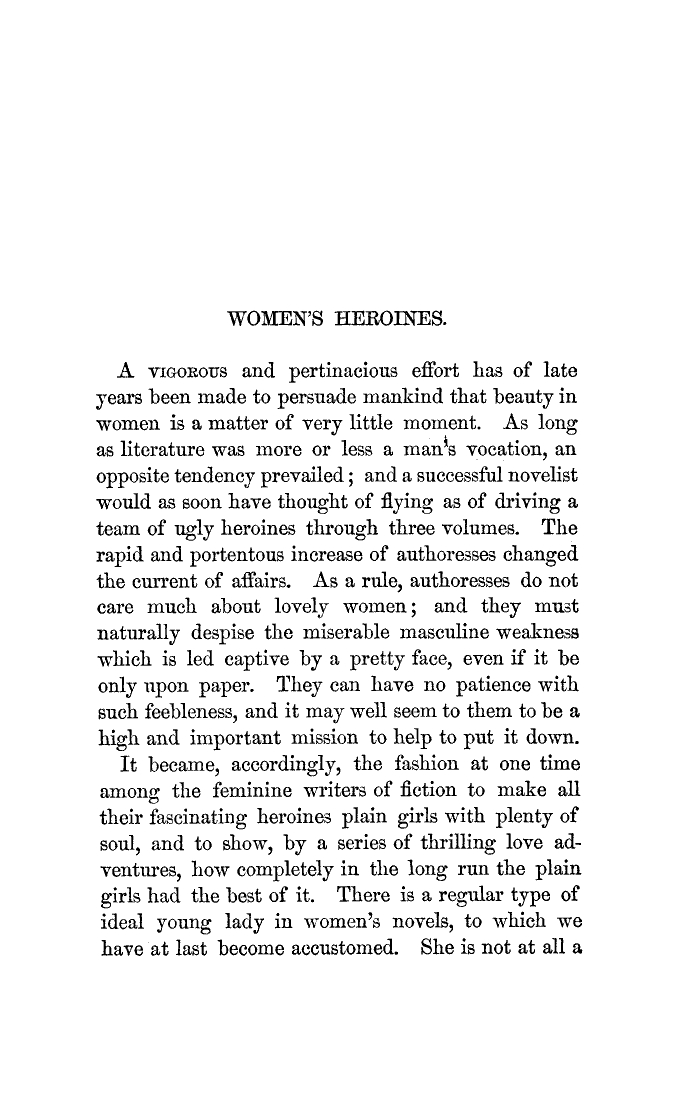 WOMEN'S HEROINES.
A VIGOROUS and pertinacious effort has of late
years been made to persuade mankind that beauty in
women is a matter of very little moment. As long
as literature was more or less a man's vocation, an
opposite tendency prevailed; and a successful novelist
would as soon have thought of flying as of driving a
team of ugly heroines through three volumes. The
rapid and portentous increase of authoresses changed
the current of affairs. As a rule, authoresses do not
care much about lovely women; and they must
naturally despise the miserable masculine weakness
which is led captive by a pretty face, even if it be
only upon paper. They can have no patience with
such feebleness, and it may well seem to them to be a
high and important mission to help to put it down.
It became, accordingly, the fashion at one time
among the feminine writers of fiction to make all
their fascinating heroines plain girls with plenty of
soul, and to show, by a series of thrilling love ad-
ventures, how completely in the long run the plain
girls had the best of it. There is a regular type of
ideal young lady in women's novels, to which we
have at last become accustomed. She is not at all a